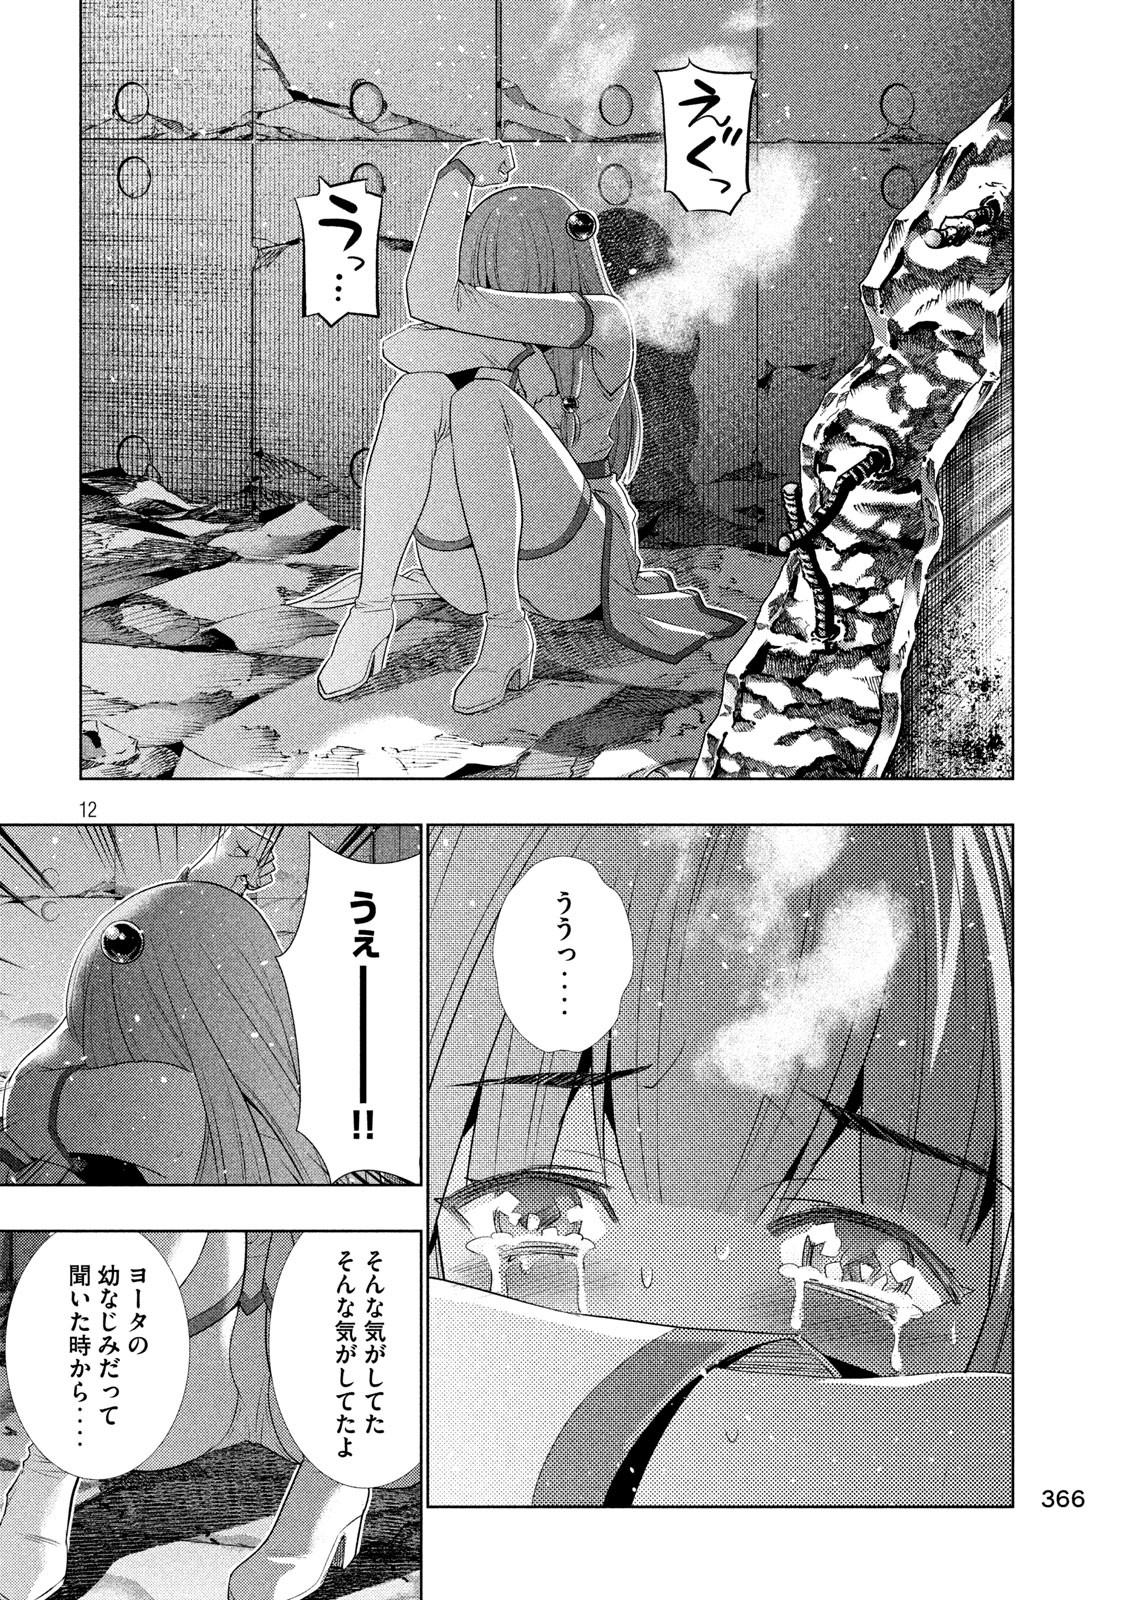 えぐっ
うっ…
12
ううっ‥‥
うぇ――!!
そんな気がしてた
そんな気がしてたよ
ヨータの
幼なじみだって
聞いた時から‥‥
366